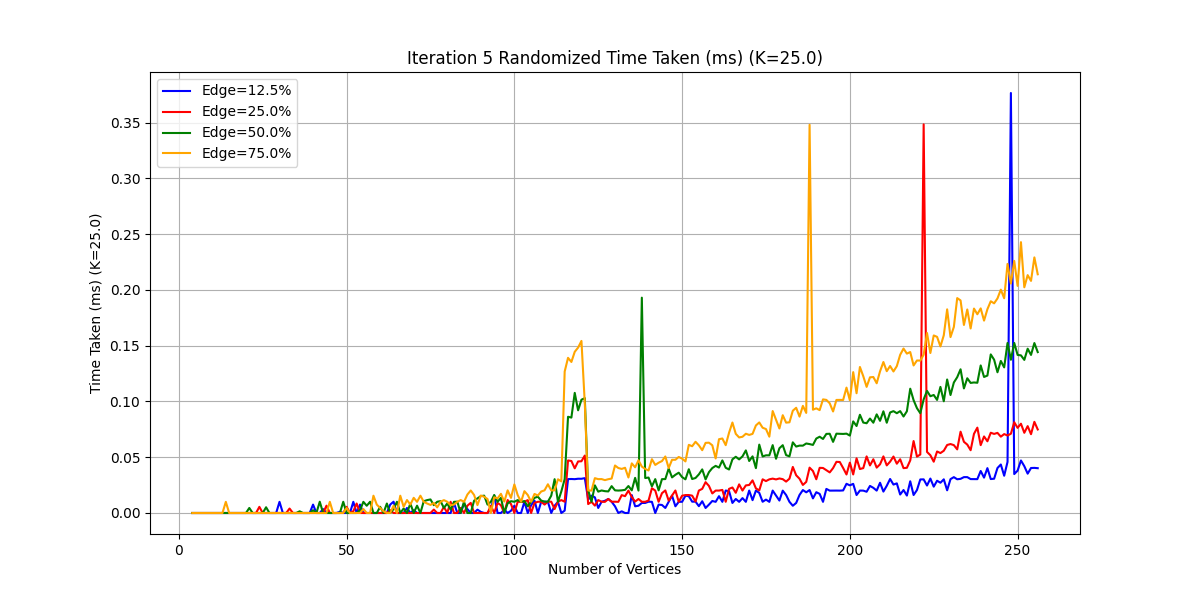 Iteration 5 Randomized Time Taken (ms) (K=25.0)
Edge=12.5%
Edge=25.0%
Edge=50.0%
Edge=75.0%
Time Taken (ms) (K=25.0)
0.35
0.30
0.25
0.20
0.15
0.10
0.05
0.00
0 50 100 150 200 250
Number of Vertices